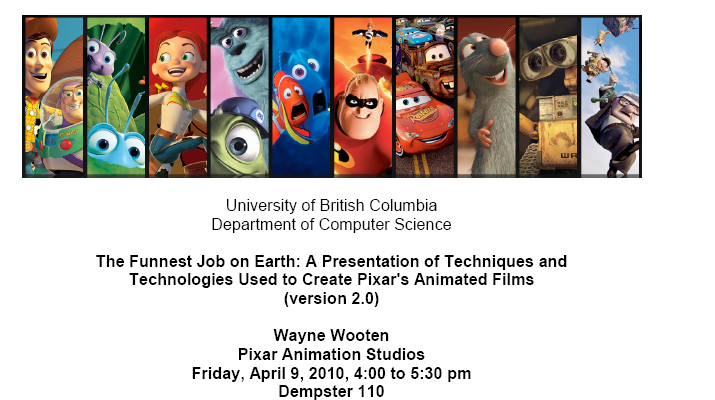 WA
University of British Columbia
Department of Computer Science
The Funnest Job on Earth: A Presentation of Techniques and
Technologies Used to Create Pixar's Animated Films
(version 2.0)
Wayne Wooten
Pixar Animation Studios
Friday, April 9, 2010, 4:00 to 5:30 pm
Dempster 110